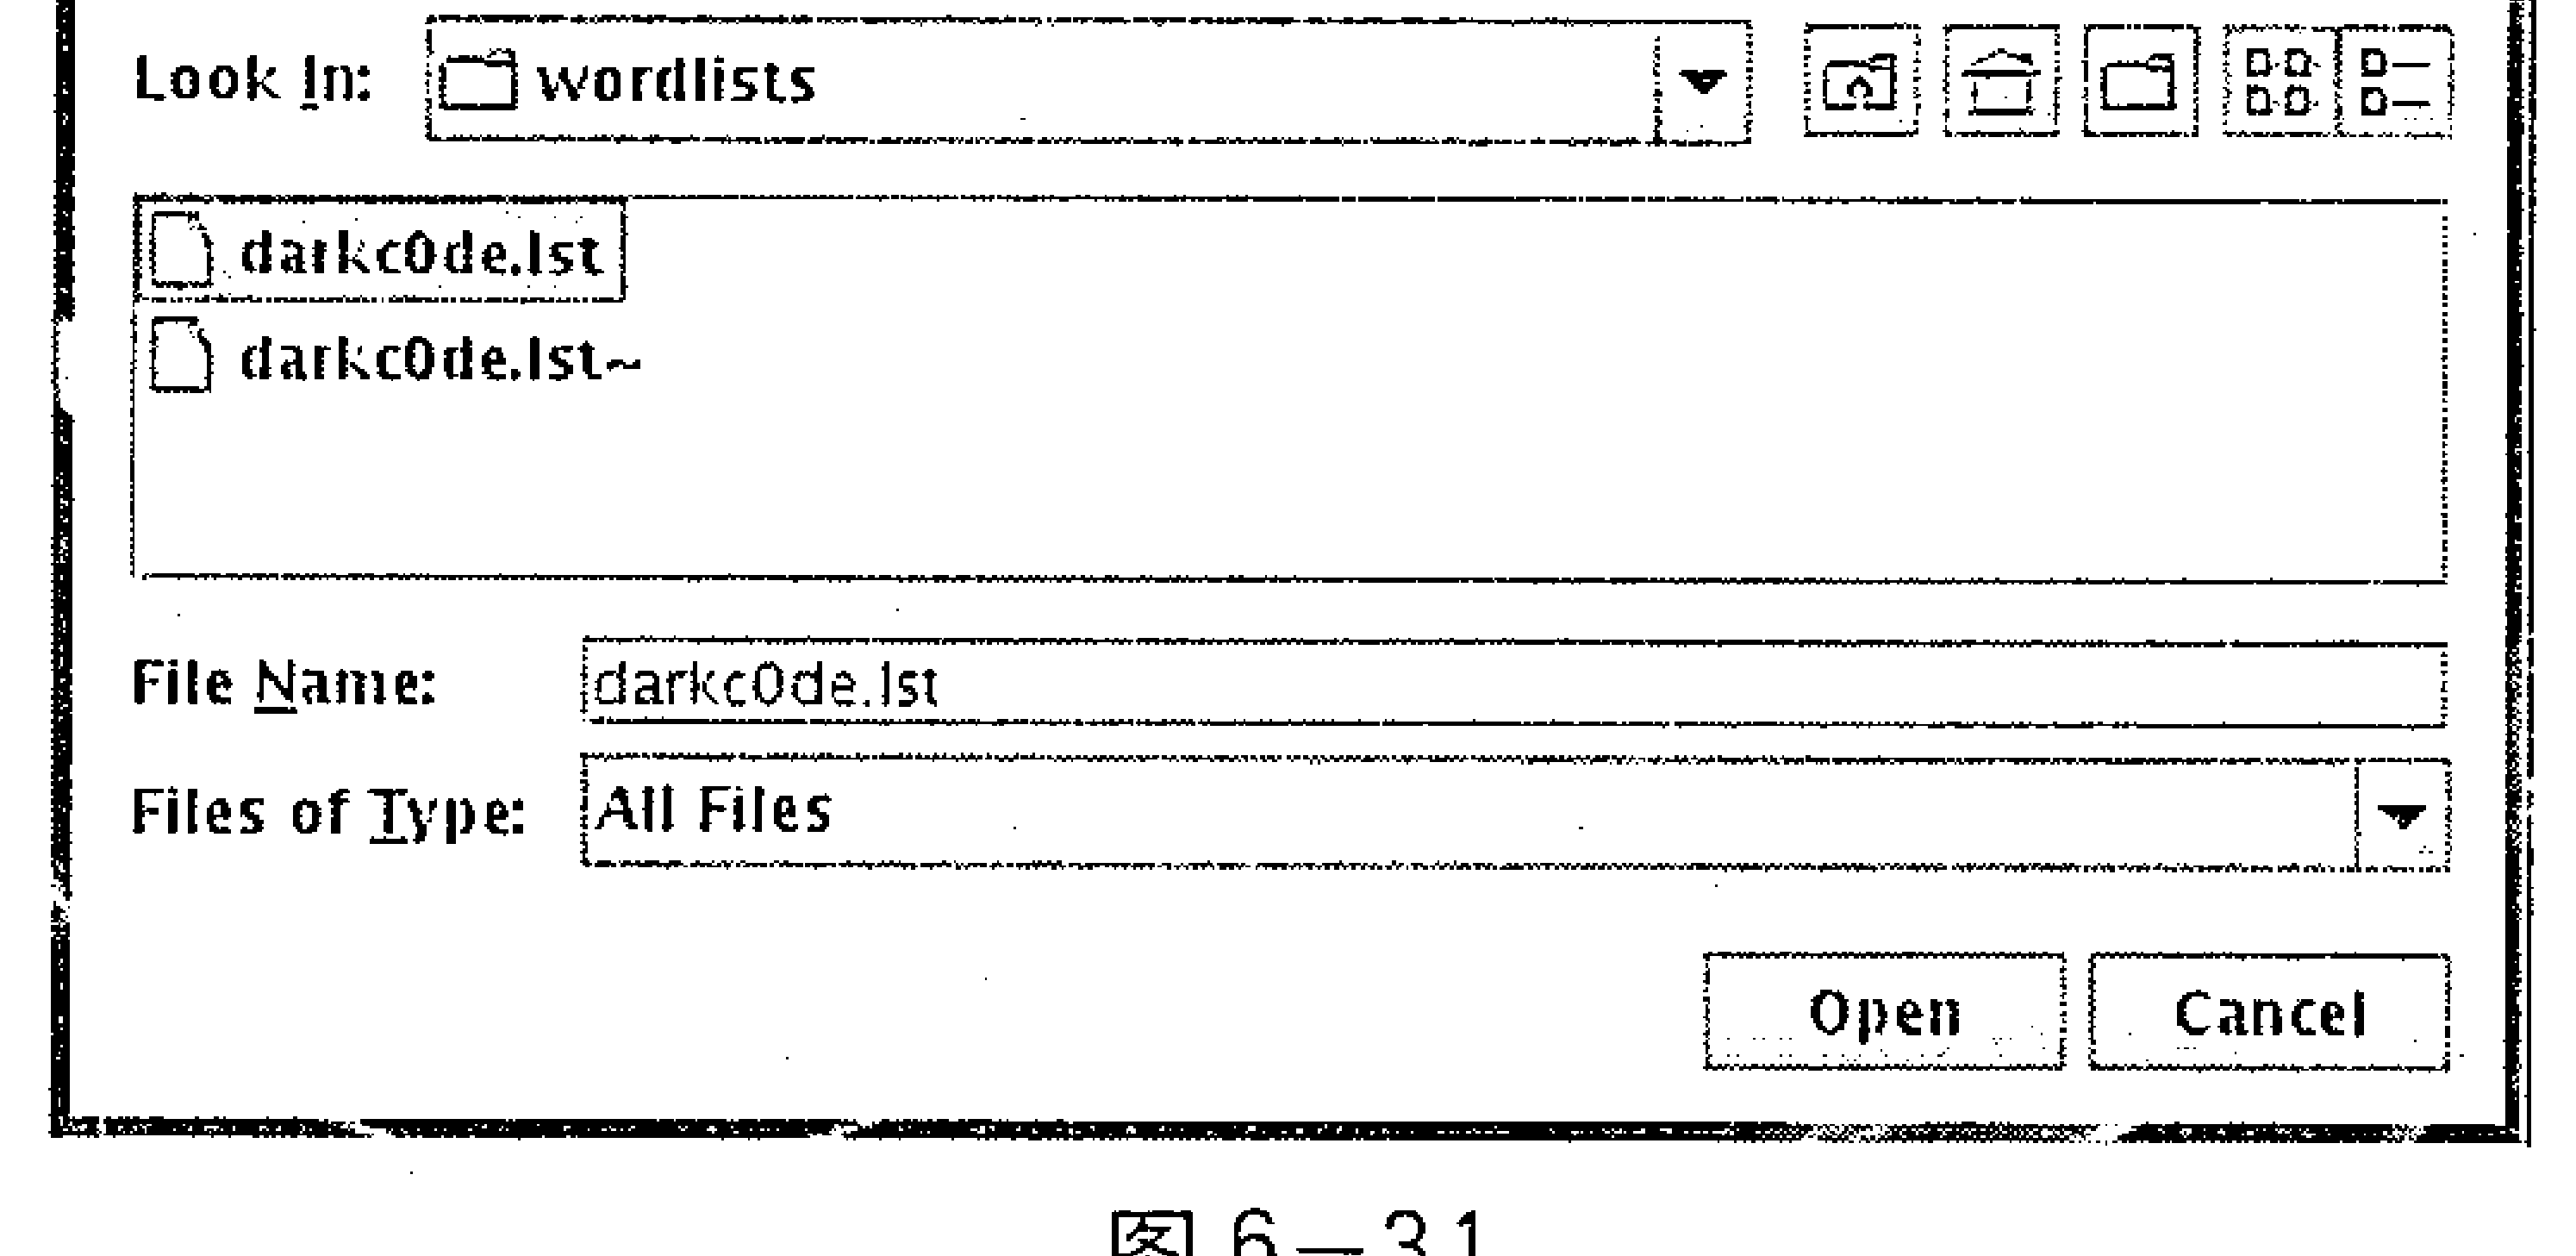 Look In: wordlists
darkc0de.lst
darkc0de.lst~
File Name: darkc0de.lst
Files of Type: All Files
Open Cancel
图 6-31